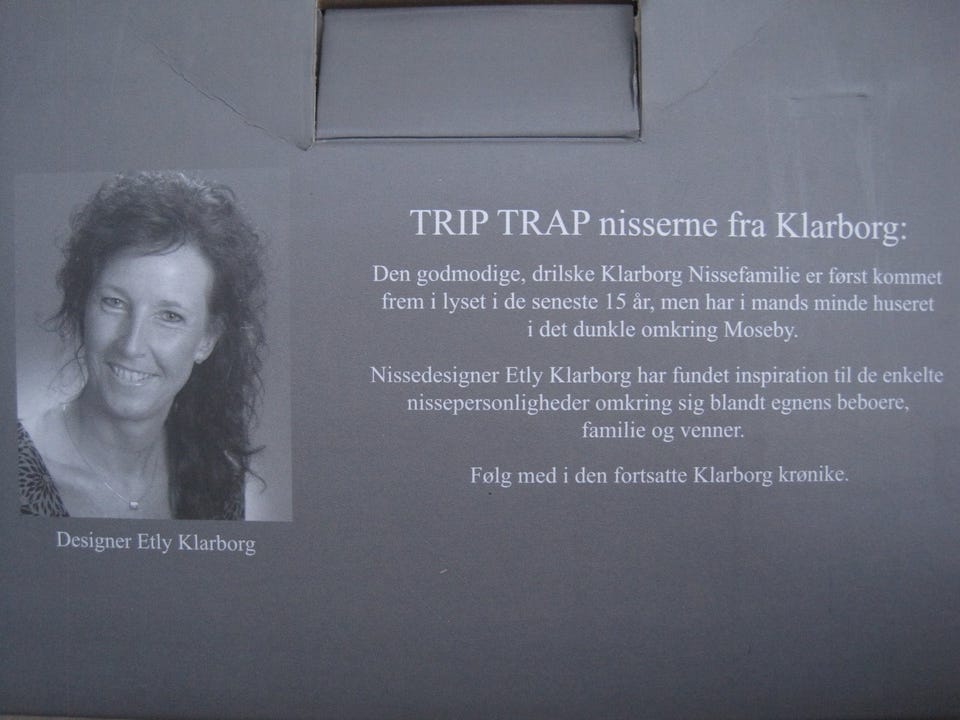 TRIP TRAP nisserne fra Klarborg:
Den godmodige, drilske Klarborg Nissefamilie er først kommet
frem i lyset i de seneste 15 år, men har i mands minde huseret
i det dunkle omkring Moseby.
Nissedesigner Etly Klarborg har fundet inspiration til de enkelte
nissepersonligheder omkring sig blandt egnens beboere,
familie og venner.
Følg med i den fortsatte Klarborg krønike.
Designer Etly Klarborg